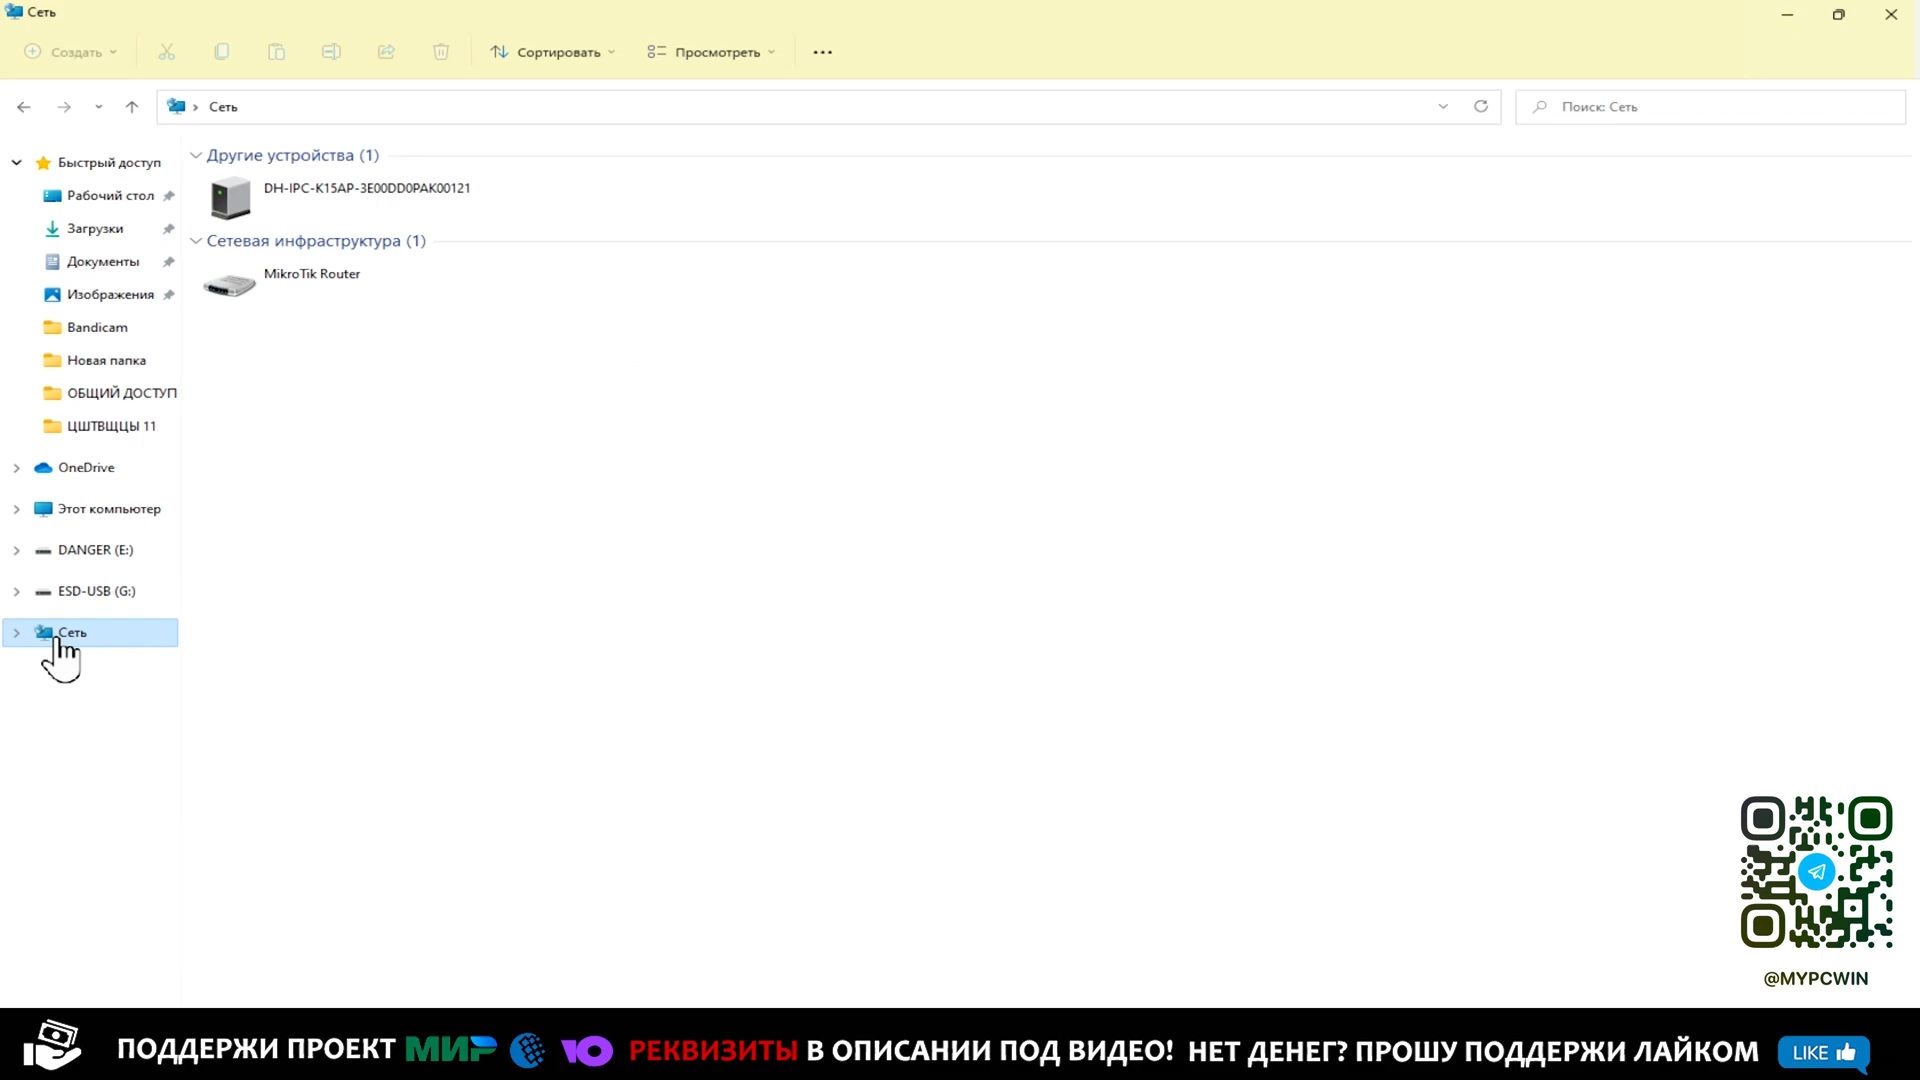 Сеть
Создать
Сортировать
Просмотреть
Сеть
Поиск: Сеть
Быстрый доступ
Рабочий стол
Загрузки
Документы
Изображения
Bandicam
Новая папка
ОБЩИЙ ДОСТУП
ЦШТВЩЦЫ 11
OneDrive
Этот компьютер
DANGER (E:)
ESD-USB (G:)
Сеть
Другие устройства (1)
DH-IPC-K15AP-3E00DD0PAK00121
Сетевая инфраструктура (1)
MikroTik Router
@MYPCWIN
ПОДДЕРЖИ ПРОЕКТ МИР Ю РЕКВИЗИТЫ В ОПИСАНИИ ПОД ВИДЕО! НЕТ ДЕНЕГ? ПРОШУ ПОДДЕРЖИ ЛАЙКОМ LIKE